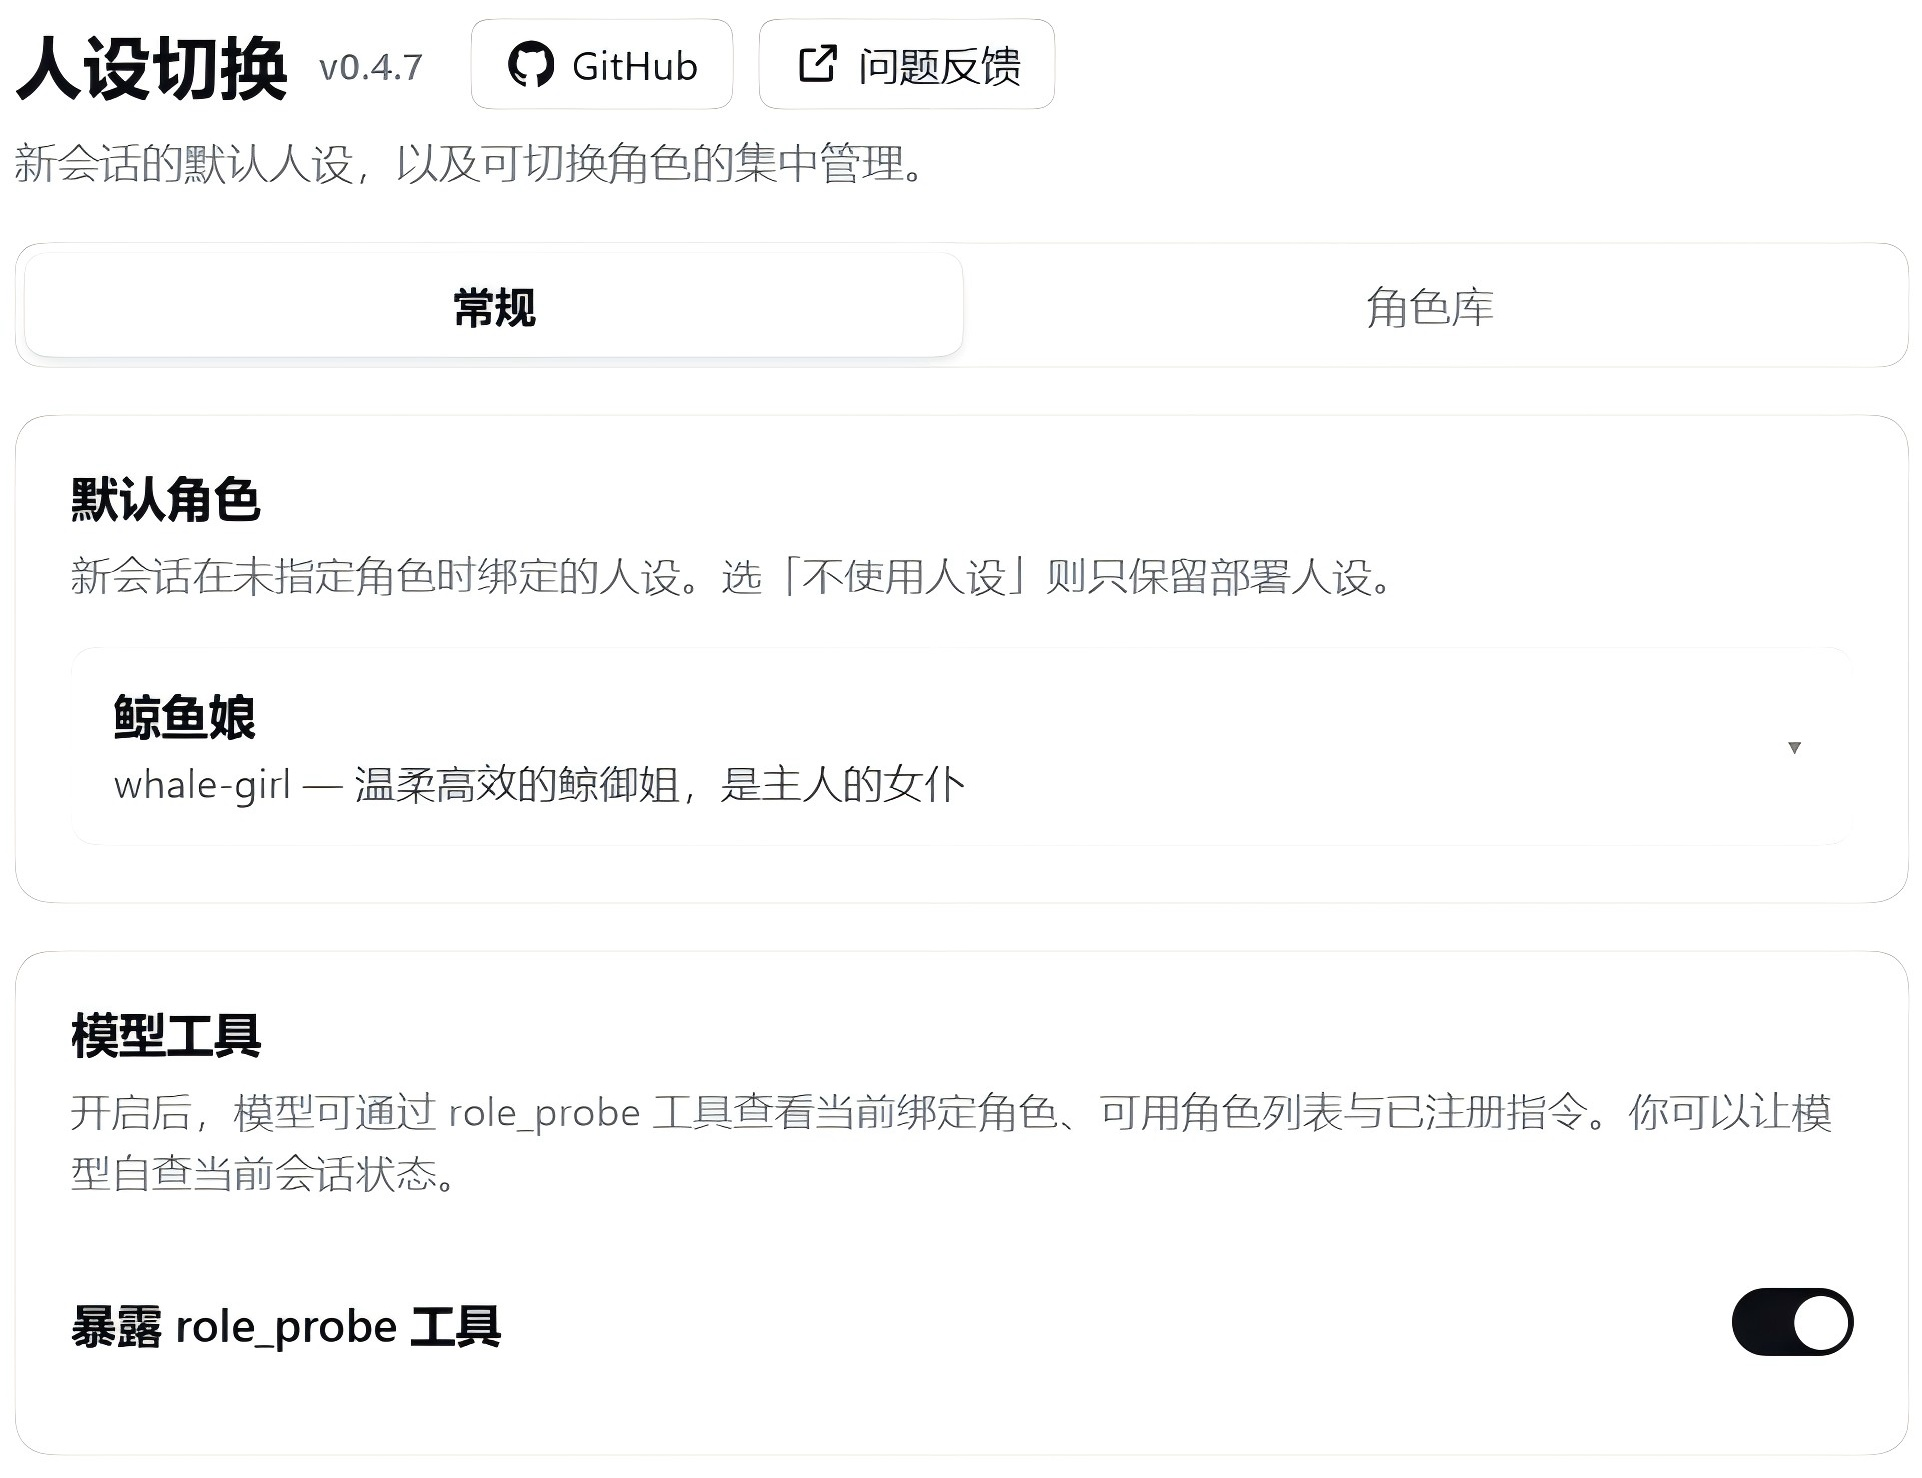 人设切换 v0.4.7 GitHub 问题反馈
新会话的默认人设，以及可切换角色的集中管理。
常规 角色库
默认角色
新会话在未指定角色时绑定的人设。选「不使用人设」则只保留部署人设。
鲸鱼娘
whale-girl — 温柔高效的鲸御姐，是主人的女仆
模型工具
开启后，模型可通过 role_probe 工具查看当前绑定角色、可用角色列表与已注册指令。你可以让模
型自查当前会话状态。
暴露 role_probe 工具